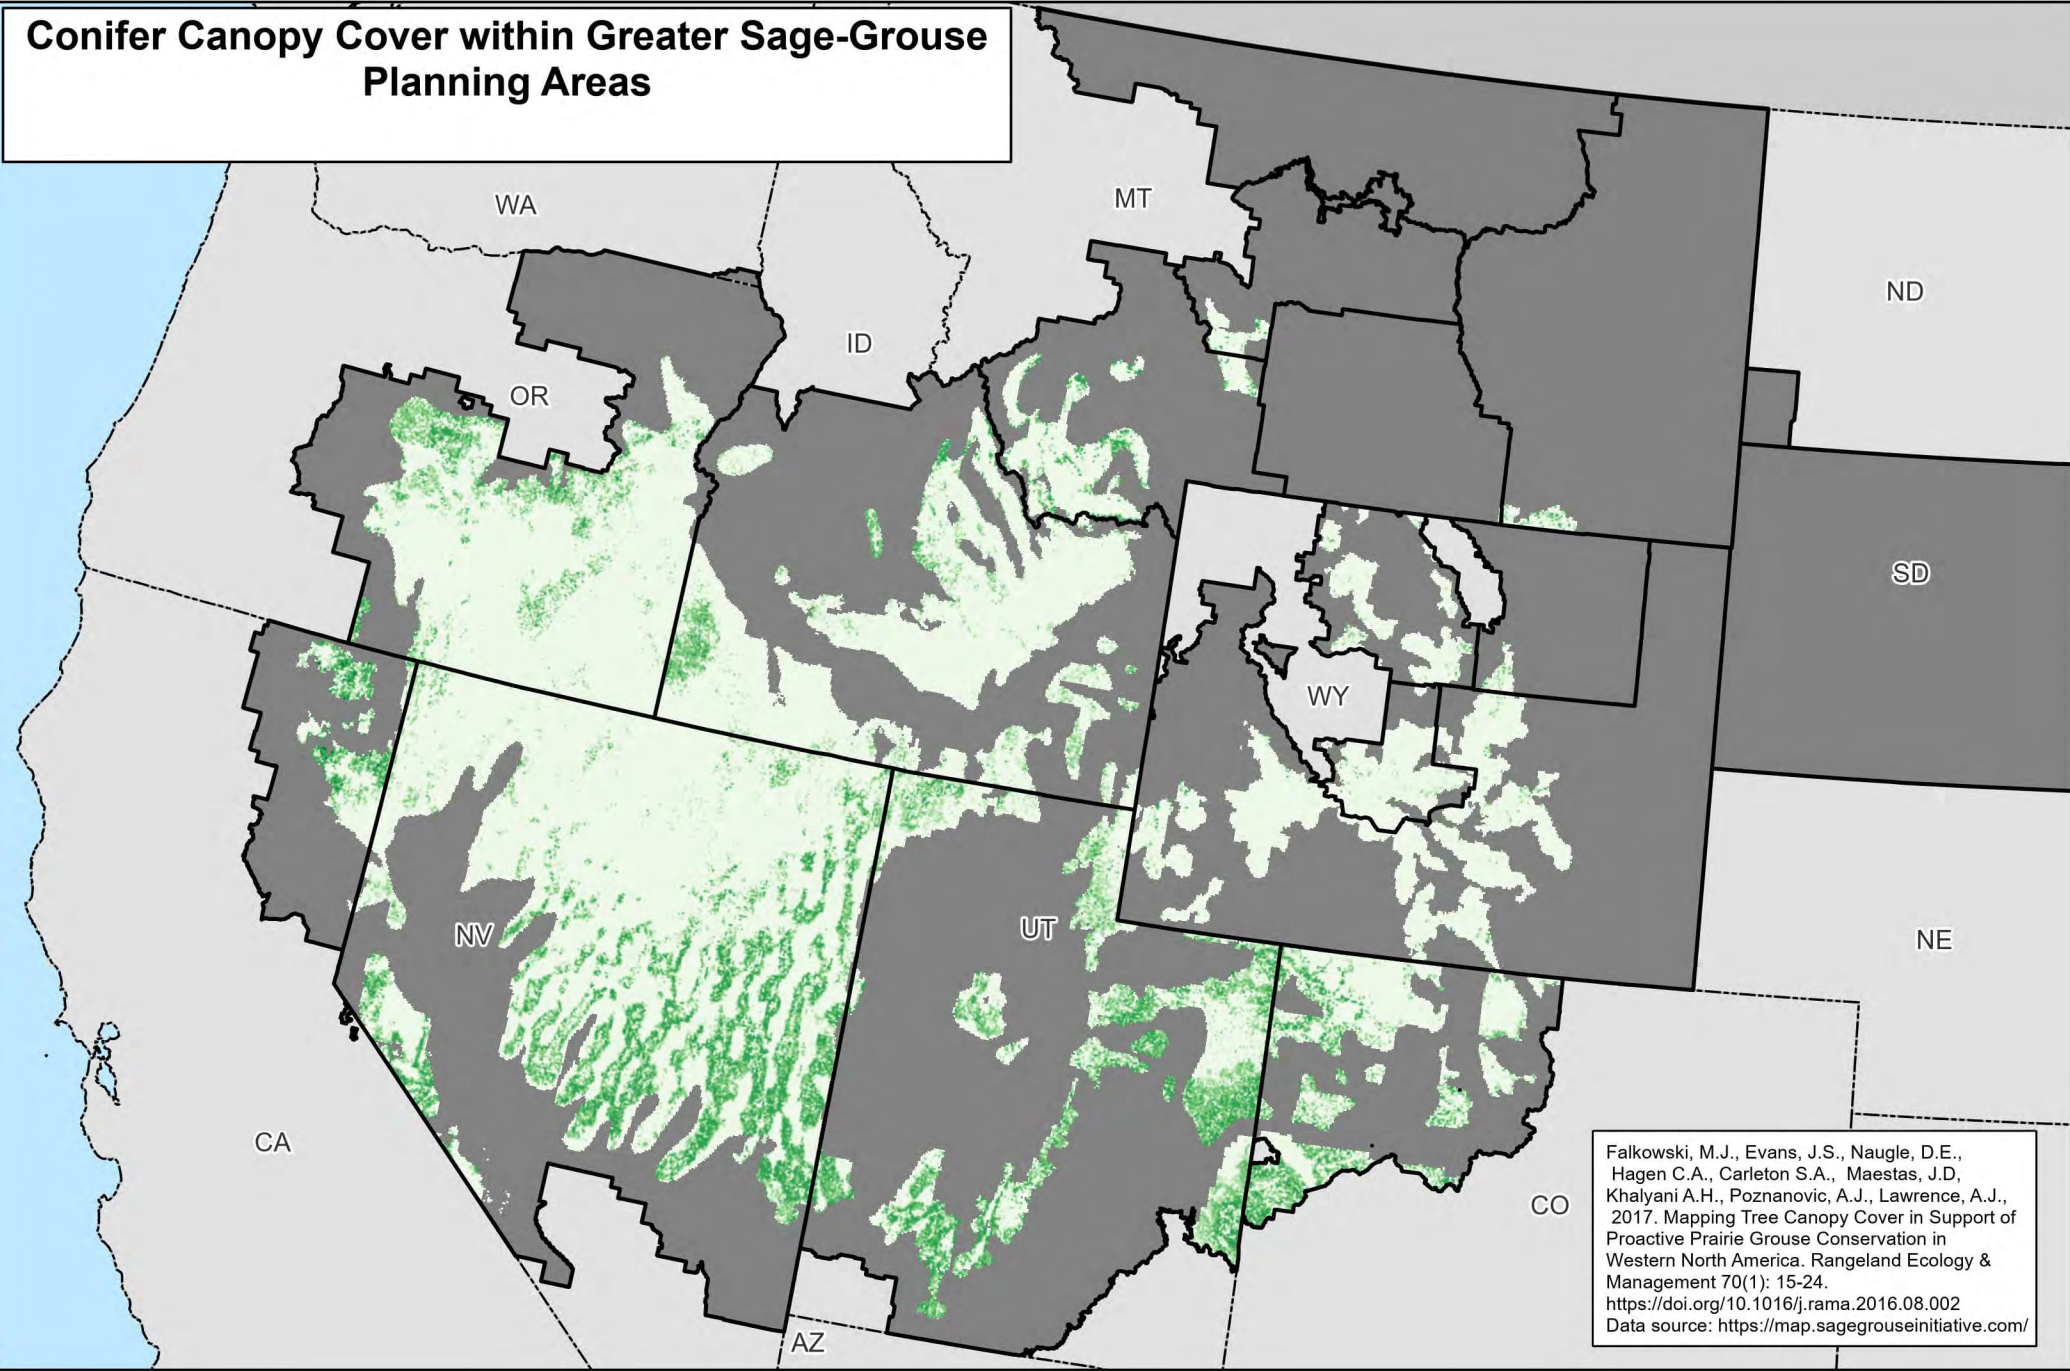 Conifer Canopy Cover within Greater Sage-Grouse
Planning Areas
WA
MT
ND
ID
OR
SD
WY
NV
UT
NE
CA
CO
AZ
Falkowski, M.J., Evans, J.S., Naugle, D.E.,
Hagen C.A., Carleton S.A., Maestas, J.D,
Khalyani A.H., Poznanovic, A.J., Lawrence, A.J.,
2017. Mapping Tree Canopy Cover in Support of
Proactive Prairie Grouse Conservation in
Western North America. Rangeland Ecology &
Management 70(1): 15-24.
https://doi.org/10.1016/j.rama.2016.08.002
Data source: https://map.sagegrouseinitiative.com/